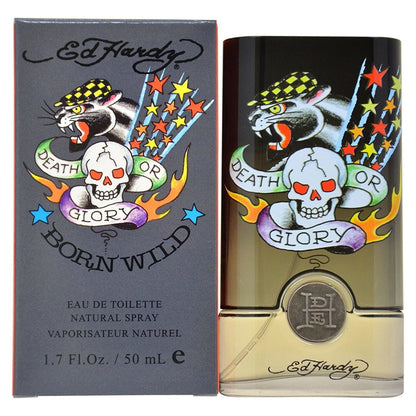 Ed Hardy®
DEATH OR
GLORY
BORN WILD
EAU DE TOILETTE
NATURAL SPRAY
VAPORISATEUR NATUREL
1.7 Fl.Oz. / 50 mL e
DEATH OR
GLORY
EH
Ed Hardy®